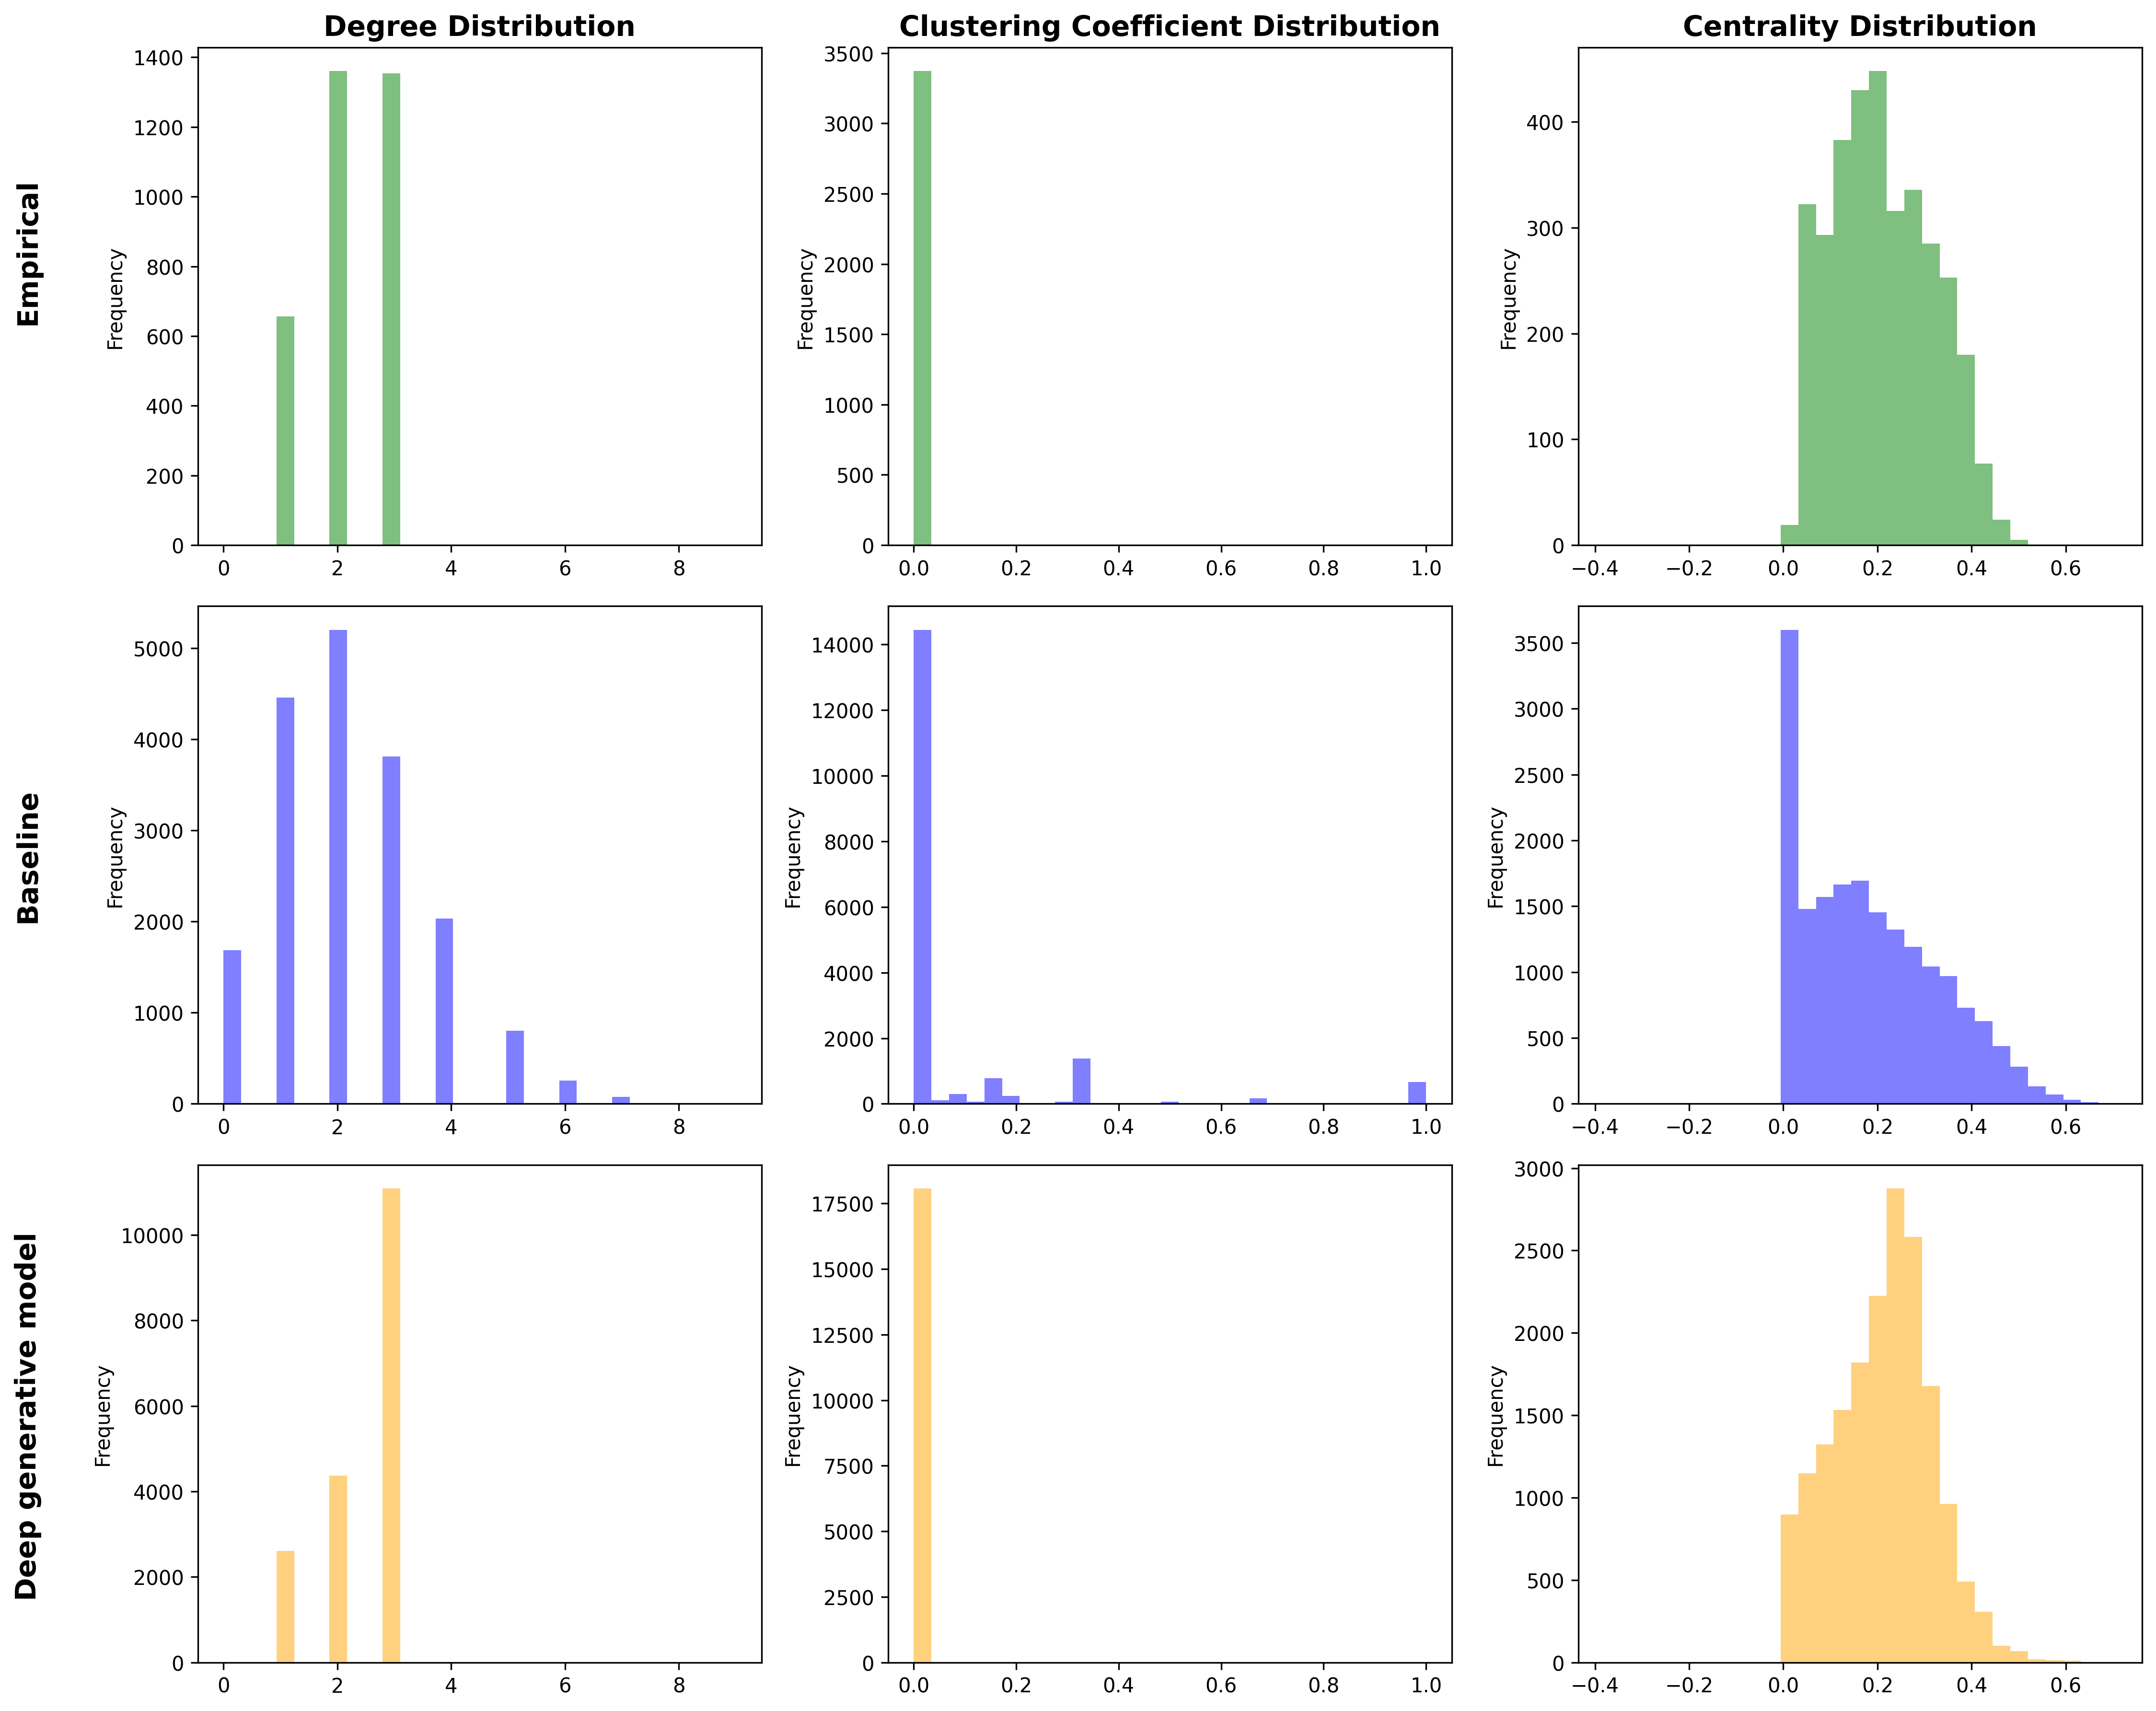 Degree Distribution
Clustering Coefficient Distribution
Centrality Distribution
Empirical
Frequency
1400
1200
1000
800
600
400
200
0
0 2 4 6 8
Frequency
3500
3000
2500
2000
1500
1000
500
0
0.0 0.2 0.4 0.6 0.8 1.0
Frequency
400
300
200
100
0
−0.4 −0.2 0.0 0.2 0.4 0.6
Baseline
Frequency
5000
4000
3000
2000
1000
0
0 2 4 6 8
Frequency
14000
12000
10000
8000
6000
4000
2000
0
0.0 0.2 0.4 0.6 0.8 1.0
Frequency
3500
3000
2500
2000
1500
1000
500
0
−0.4 −0.2 0.0 0.2 0.4 0.6
Deep generative model
Frequency
10000
8000
6000
4000
2000
0
0 2 4 6 8
Frequency
17500
15000
12500
10000
7500
5000
2500
0
0.0 0.2 0.4 0.6 0.8 1.0
Frequency
3000
2500
2000
1500
1000
500
0
−0.4 −0.2 0.0 0.2 0.4 0.6